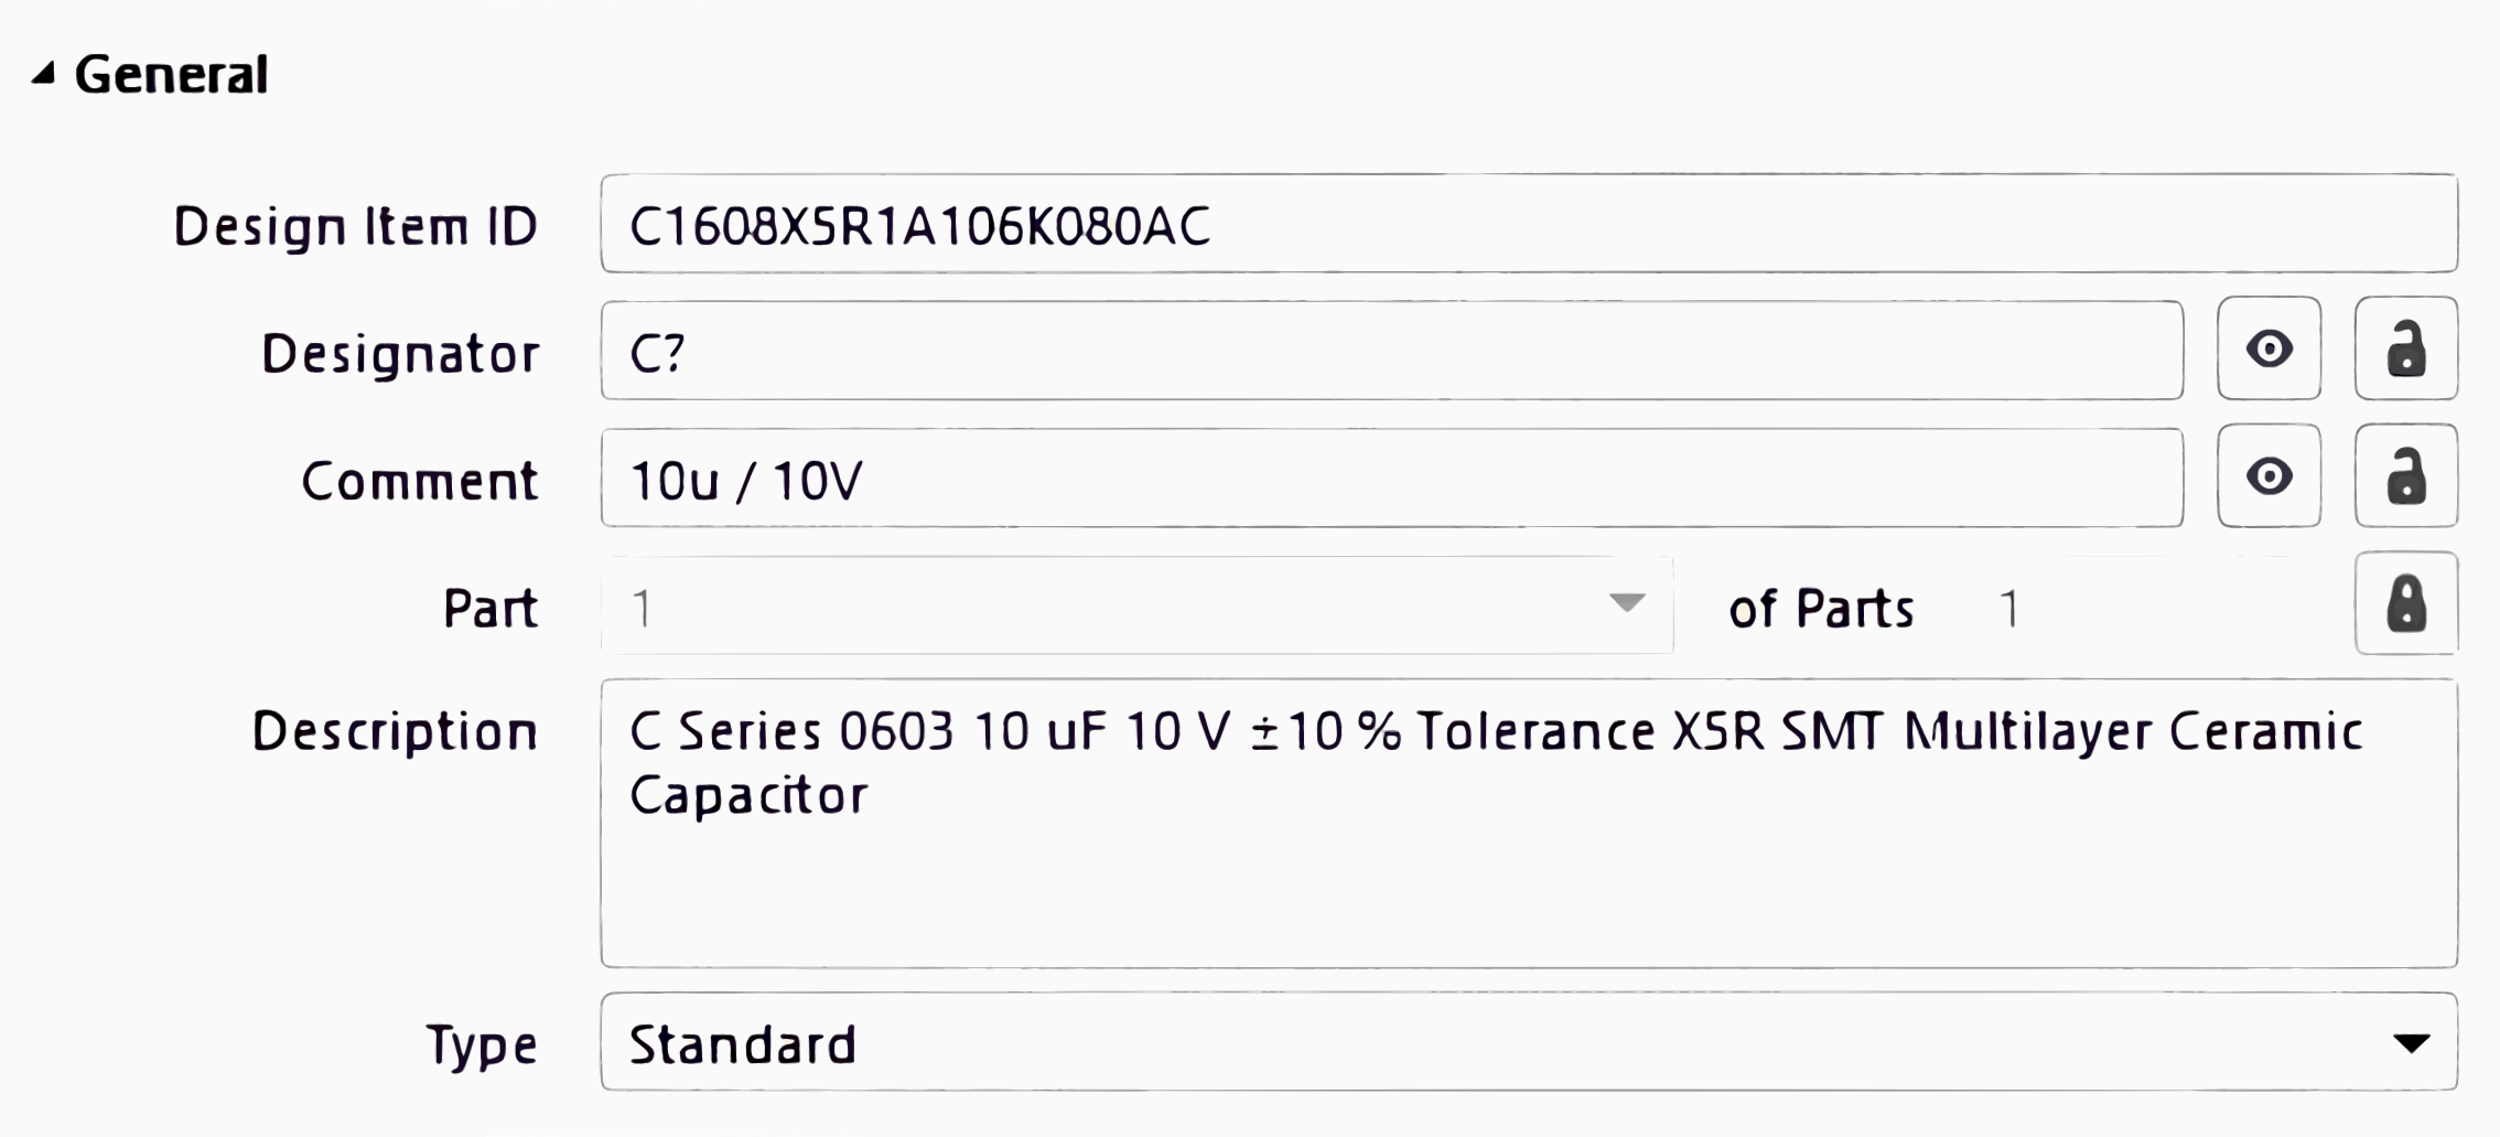 General
Design Item ID C1608X5R1A106K080AC
Designator C?
Comment 10u / 10V
Part 1 of Parts 1
Description C Series 0603 10 uF 10 V ±10 % Tolerance X5R SMT Multilayer Ceramic
Capacitor
Type Standard